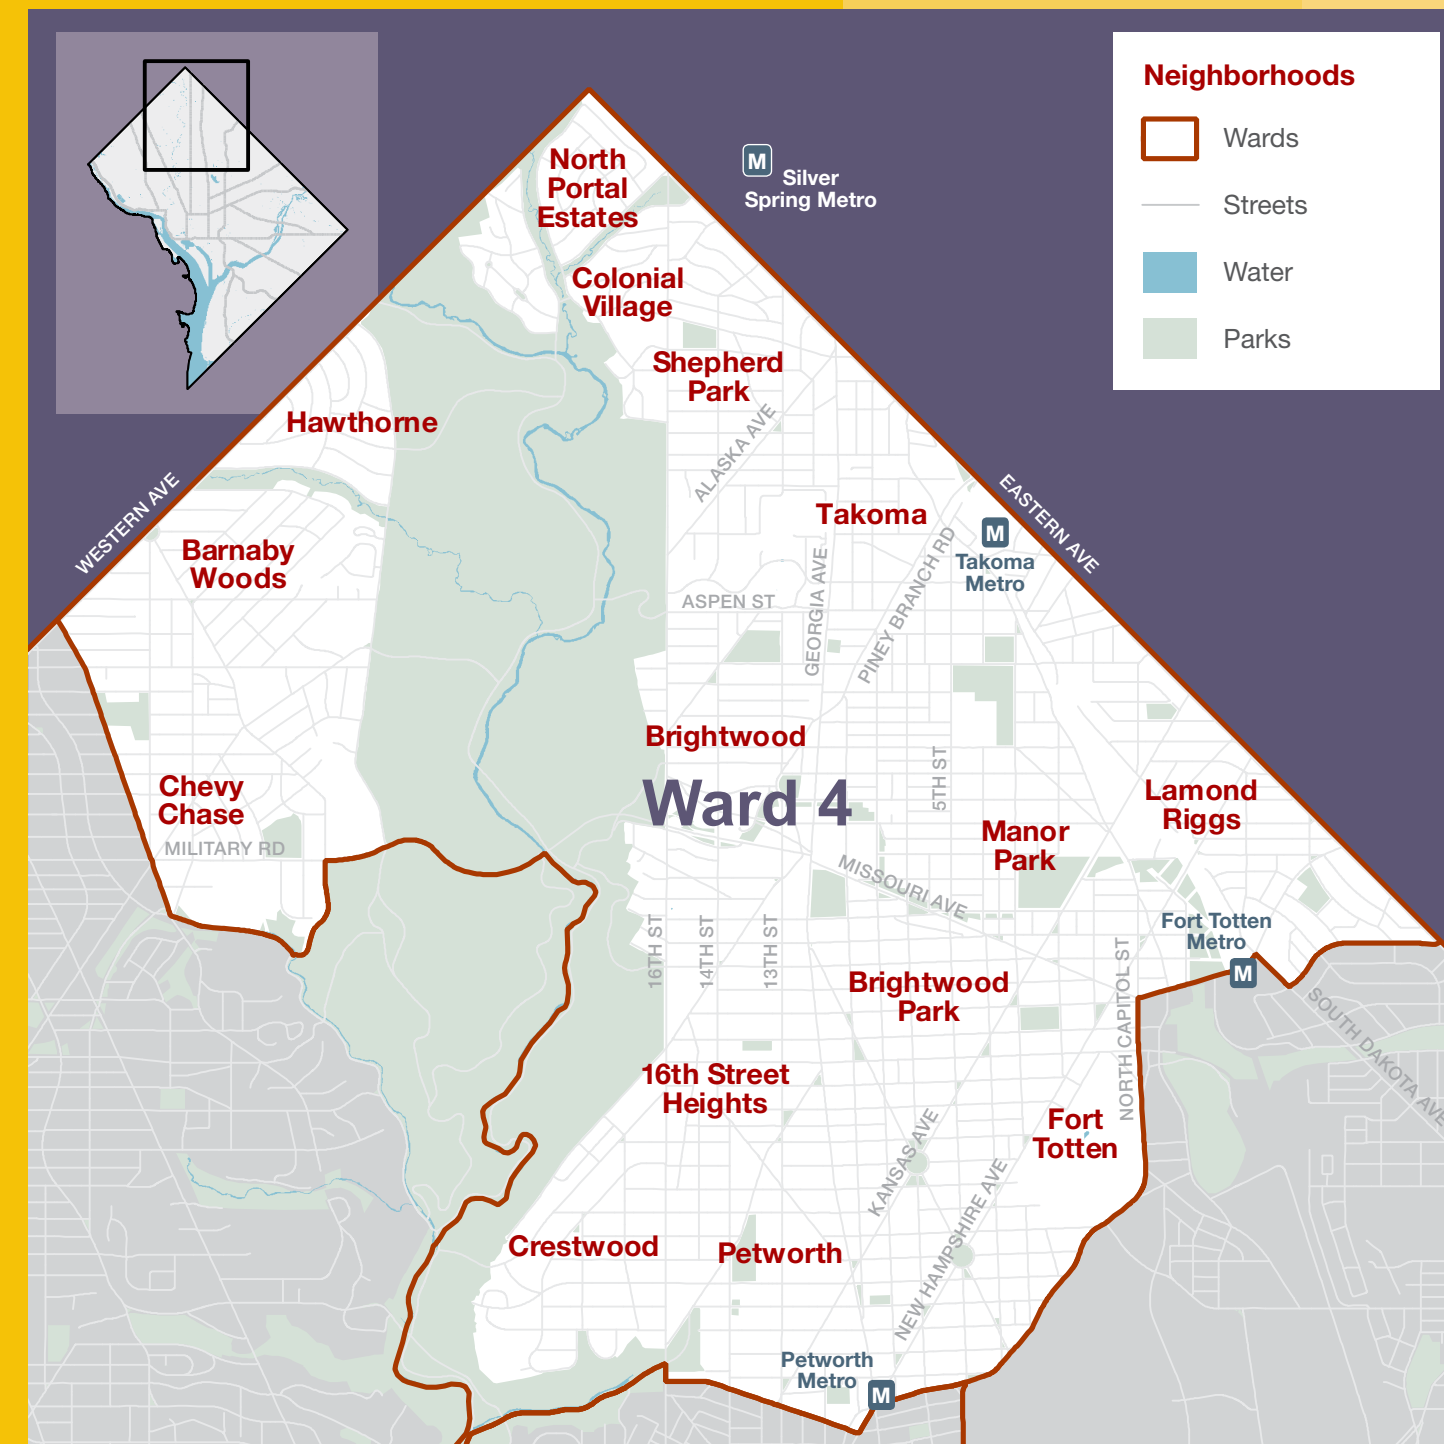 Neighborhoods
Wards
Streets
Water
Parks
M
Silver
Spring Metro
North
Portal
Estates
Colonial
Village
Shepherd
Park
Hawthorne
ALASKA AVE
WESTERN AVE
EASTERN AVE
Takoma
M
Takoma
Metro
Barnaby
Woods
ASPEN ST
GEORGIA AVE
PINEY BRANCH RD
Brightwood
Ward 4
5TH ST
Chevy
Chase
MILITARY RD
Lamond
Riggs
Manor
Park
MISSOURI AVE
16TH ST
14TH ST
13TH ST
Fort Totten
Metro
M
NORTH CAPITOL ST
Brightwood
Park
SOUTH DAKOTA AVE
16th Street
Heights
Fort
Totten
KANSAS AVE
NEW HAMPSHIRE AVE
Crestwood
Petworth
Petworth
Metro
M